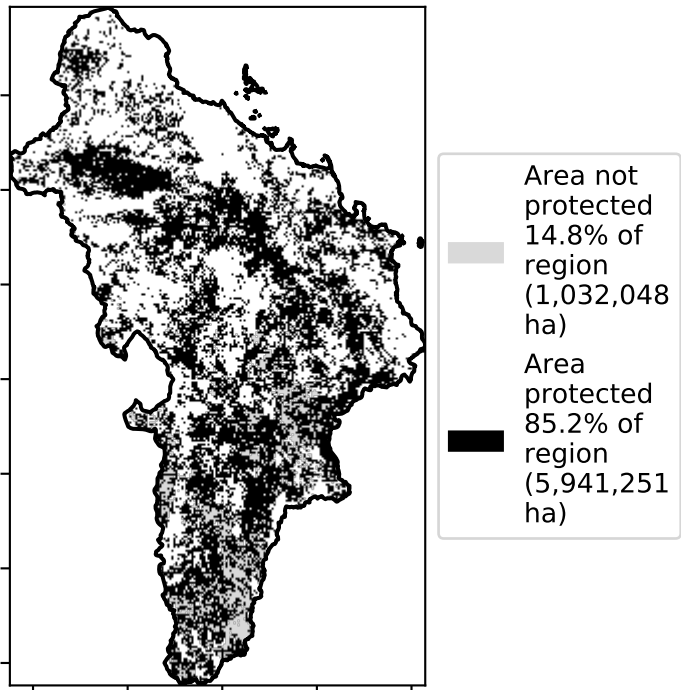 Area not
protected
14.8% of
region
(1,032,048
ha)
Area
protected
85.2% of
region
(5,941,251
ha)